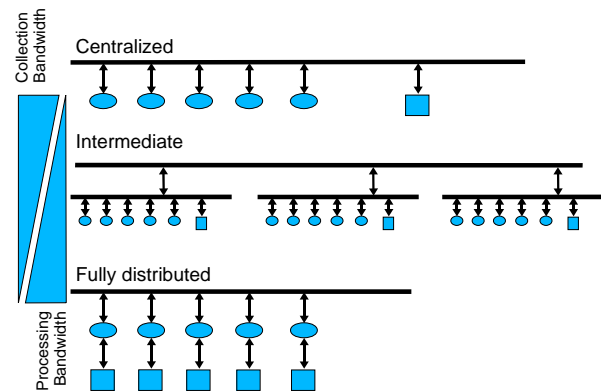 Collection
Bandwidth
Centralized
Intermediate
Fully distributed
Processing
Bandwidth